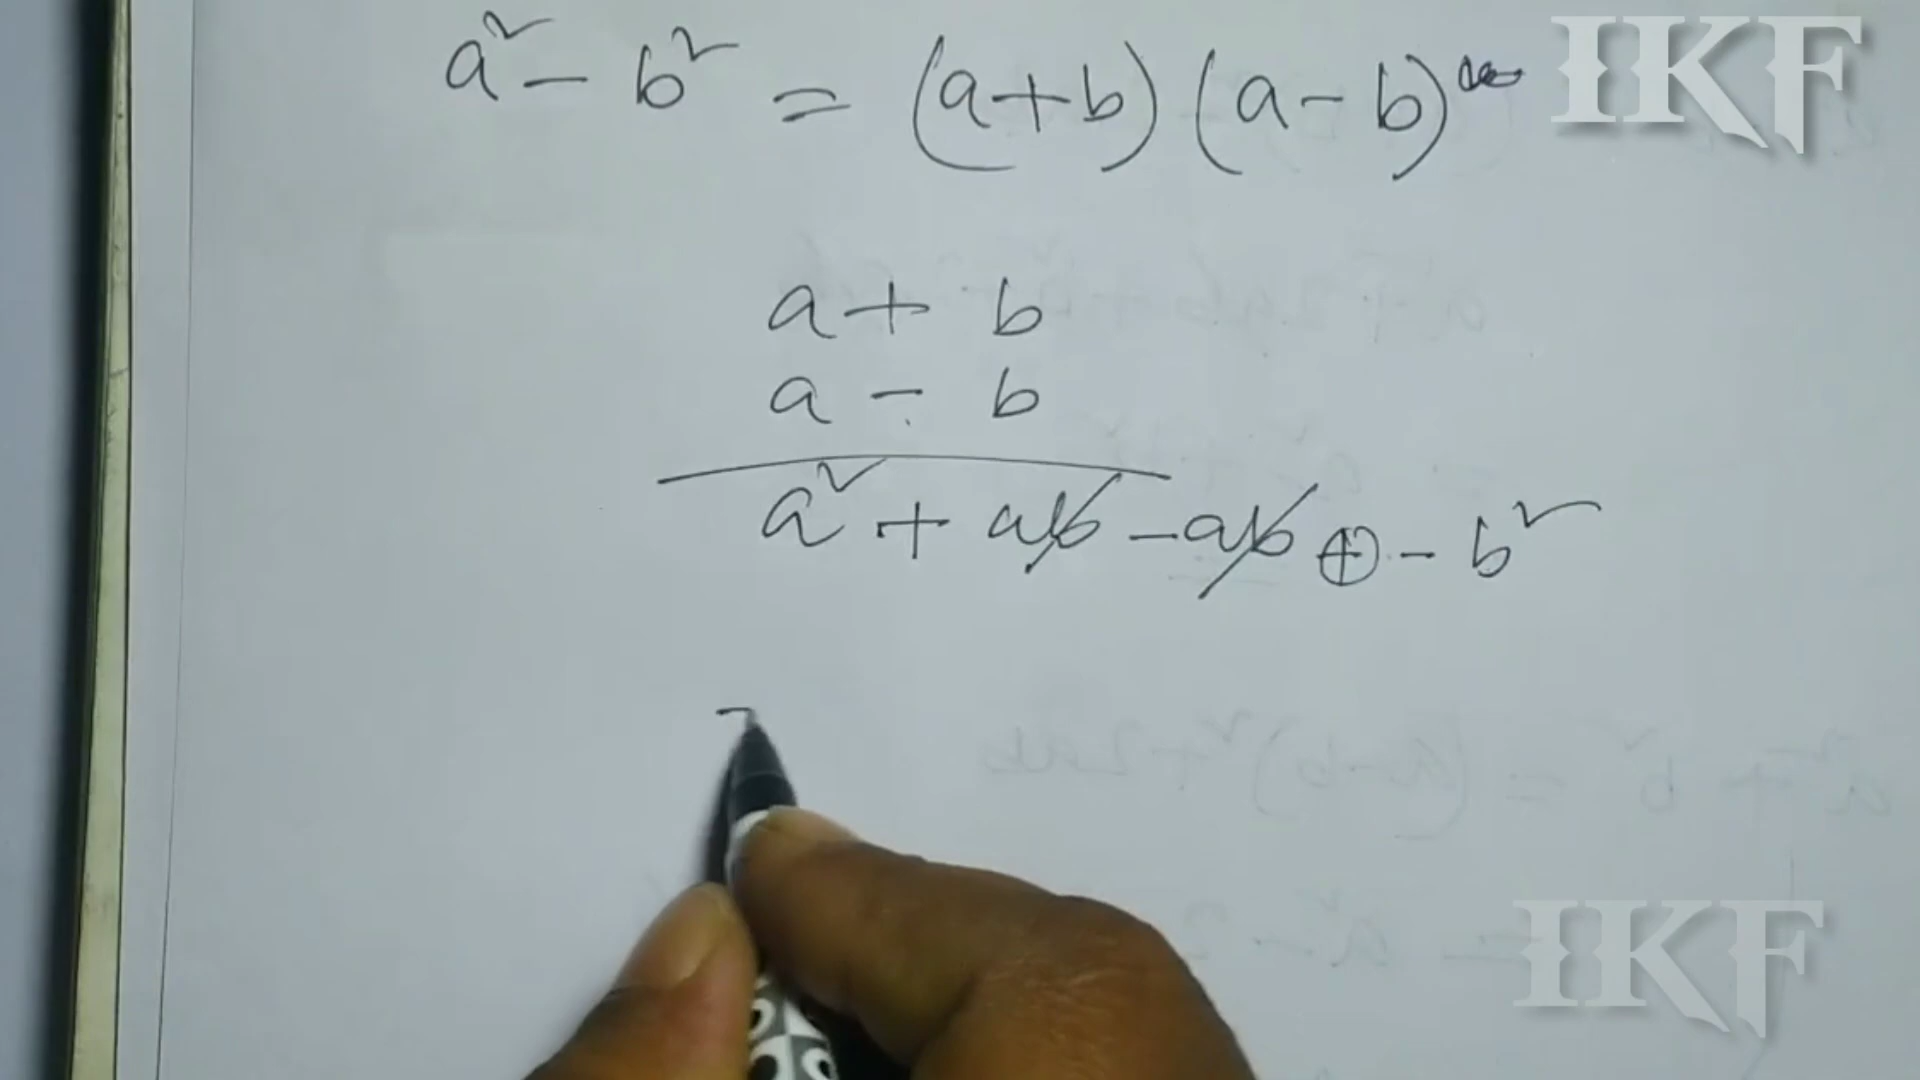 a² - b² = (a+b) (a-b)
IKF
a + b
a - b
a² + ab - ab ⊕ - b²
IKF